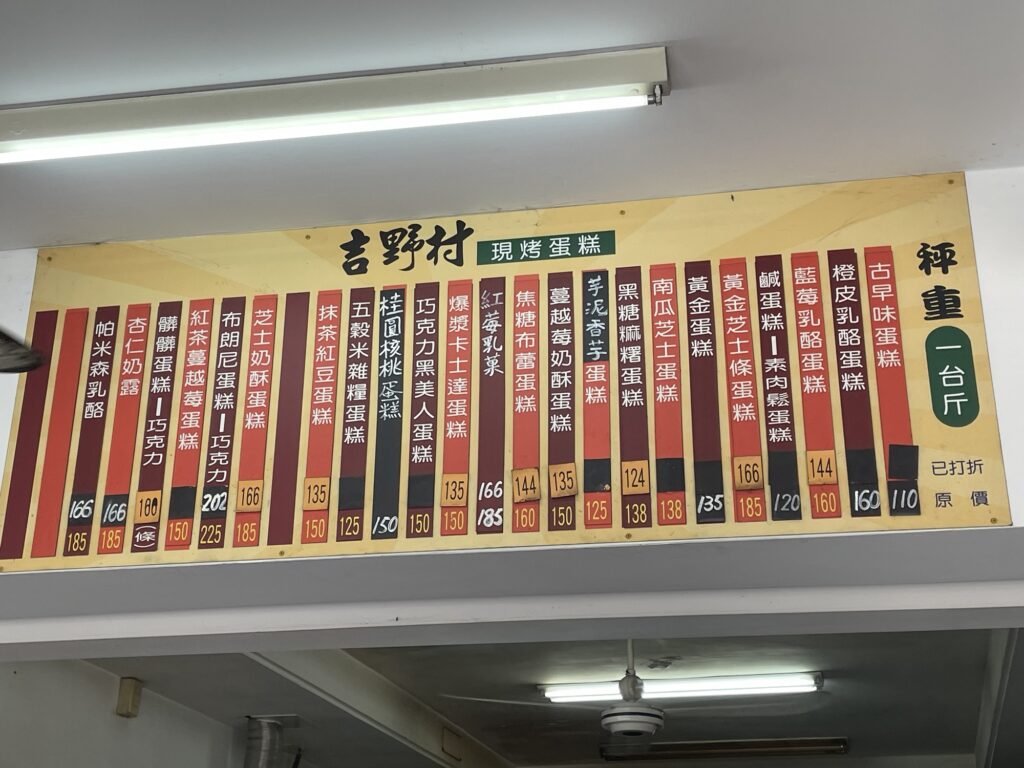 吉野村 現烤蛋糕
秤重
一台斤
已打折
原價
古早味蛋糕 110
橙皮乳酪蛋糕 160
藍莓乳酪蛋糕 144 160
鹹蛋糕—素肉鬆蛋糕 120
黃金芝士條蛋糕 166 185
黃金蛋糕 135
南瓜芝士蛋糕 138
黑糖麻糬蛋糕 124 138
芋泥香芋蛋糕 125
蔓越莓奶酥蛋糕 135 150
焦糖布蕾蛋糕 144 160
紅莓乳菓 166 185
爆漿卡士達蛋糕 135 150
巧克力黑美人蛋糕 150
桂圓核桃蛋糕 150
五穀米雜糧蛋糕 125
抹茶紅豆蛋糕 135 150
芝士奶酥蛋糕 166 185
布朗尼蛋糕—巧克力 202 225
紅茶蔓越莓蛋糕 150
髒髒蛋糕—巧克力 180 (條)
杏仁奶露 166 185
帕米森乳酪 166 185